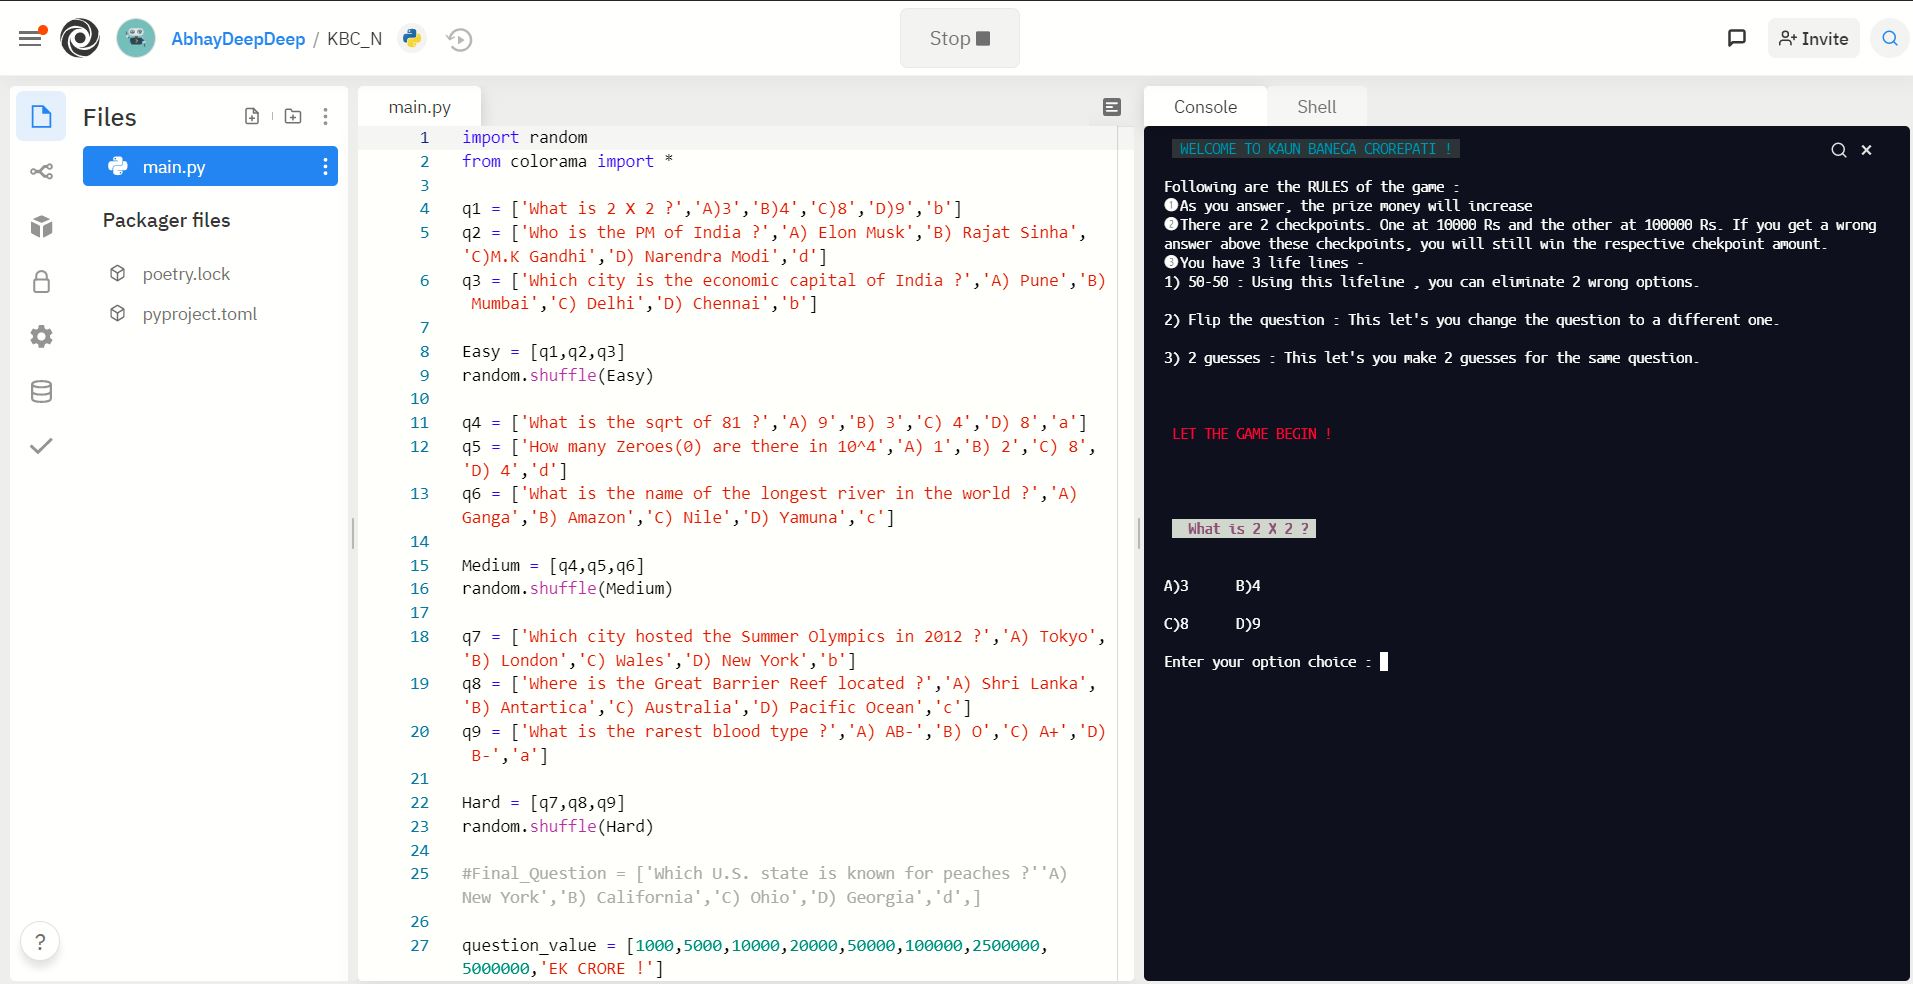 AbhayDeepDeep / KBC_N
Stop
Invite
Files
main.py
Packager files
poetry.lock
pyproject.toml
?
main.py
1 import random
2 from colorama import *
3
4 q1 = ['What is 2 X 2 ?','A)3','B)4','C)8','D)9','b']
5 q2 = ['Who is the PM of India ?','A) Elon Musk','B) Rajat Sinha',
'C)M.K Gandhi','D) Narendra Modi','d']
6 q3 = ['Which city is the economic capital of India ?','A) Pune','B)
Mumbai','C) Delhi','D) Chennai','b']
7
8 Easy = [q1,q2,q3]
9 random.shuffle(Easy)
10
11 q4 = ['What is the sqrt of 81 ?','A) 9','B) 3','C) 4','D) 8','a']
12 q5 = ['How many Zeroes(0) are there in 10^4','A) 1','B) 2','C) 8',
'D) 4','d']
13 q6 = ['What is the name of the longest river in the world ?','A)
Ganga','B) Amazon','C) Nile','D) Yamuna','c']
14
15 Medium = [q4,q5,q6]
16 random.shuffle(Medium)
17
18 q7 = ['Which city hosted the Summer Olympics in 2012 ?','A) Tokyo',
'B) London','C) Wales','D) New York','b']
19 q8 = ['Where is the Great Barrier Reef located ?','A) Shri Lanka',
'B) Antartica','C) Australia','D) Pacific Ocean','c']
20 q9 = ['What is the rarest blood type ?','A) AB-','B) O','C) A+','D)
B-','a']
21
22 Hard = [q7,q8,q9]
23 random.shuffle(Hard)
24
25 #Final_Question = ['Which U.S. state is known for peaches ?''A)
New York','B) California','C) Ohio','D) Georgia','d',]
26
27 question_value = [1000,5000,10000,20000,50000,100000,2500000,
5000000,'EK CRORE !']
Console Shell
WELCOME TO KAUN BANEGA CROREPATI !
Following are the RULES of the game :
❶As you answer, the prize money will increase
❷There are 2 checkpoints. One at 10000 Rs and the other at 100000 Rs. If you get a wrong
answer above these checkpoints, you will still win the respective chekpoint amount.
❸You have 3 life lines -
1) 50-50 : Using this lifeline , you can eliminate 2 wrong options.
2) Flip the question : This let's you change the question to a different one.
3) 2 guesses : This let's you make 2 guesses for the same question.
LET THE GAME BEGIN !
What is 2 X 2 ?
A)3 B)4
C)8 D)9
Enter your option choice :